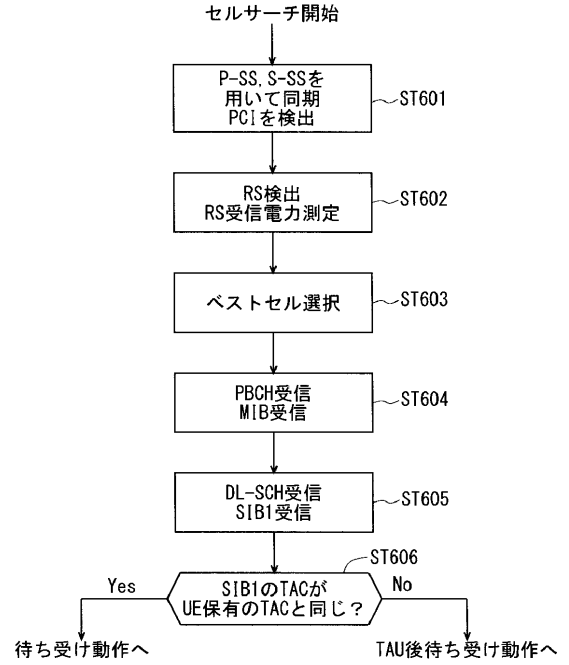 セルサーチ開始
P-SS,S-SSを
用いて同期
PCIを検出
ST601
RS検出
RS受信電力測定
ST602
ベストセル選択
ST603
PBCH受信
MIB受信
ST604
DL-SCH受信
SIB1受信
ST605
ST606
Yes
SIB1のTACが
UE保有のTACと同じ？
No
待ち受け動作へ
TAU後待ち受け動作へ